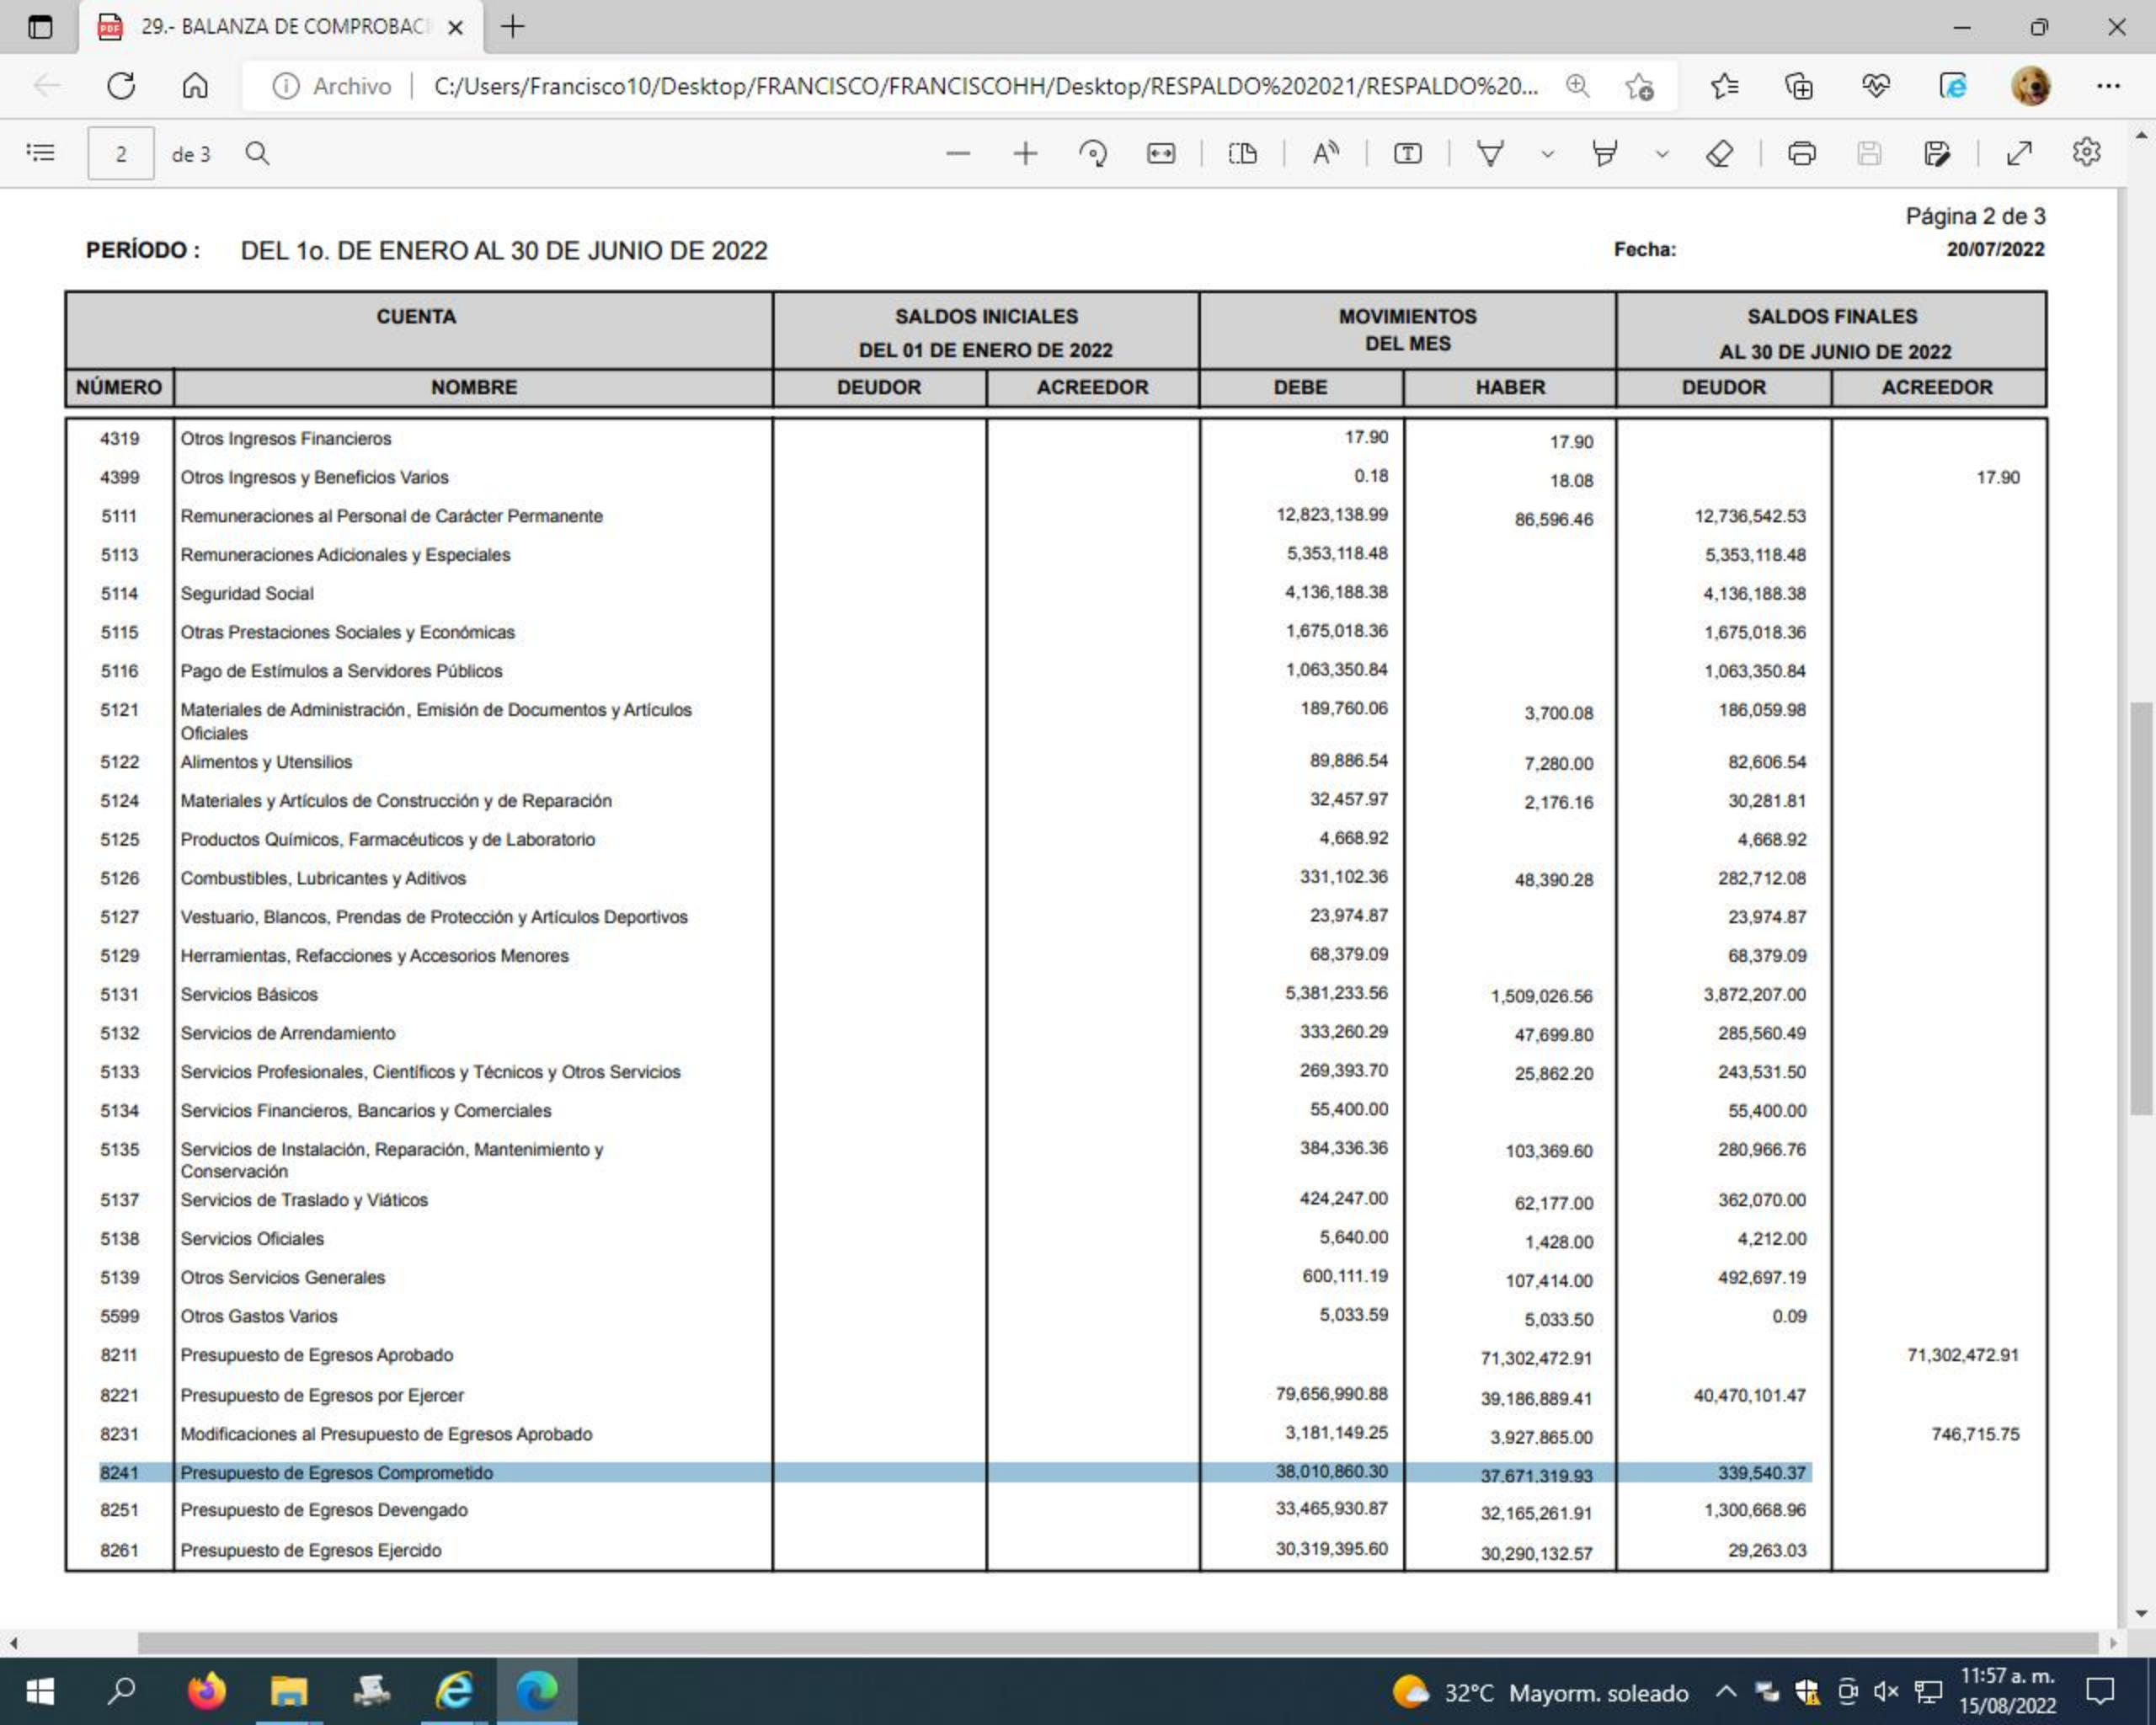 29.- BALANZA DE COMPROBACI
Archivo C:/Users/Francisco10/Desktop/FRANCISCO/FRANCISCOHH/Desktop/RESPALDO%202021/RESPALDO%20...
2 de 3
Página 2 de 3
PERÍODO : DEL 1o. DE ENERO AL 30 DE JUNIO DE 2022 Fecha: 20/07/2022
CUENTA SALDOS INICIALES MOVIMIENTOS SALDOS FINALES
DEL 01 DE ENERO DE 2022 DEL MES AL 30 DE JUNIO DE 2022
NÚMERO NOMBRE DEUDOR ACREEDOR DEBE HABER DEUDOR ACREEDOR
4319 Otros Ingresos Financieros 17.90 17.90
4399 Otros Ingresos y Beneficios Varios 0.18 18.08 17.90
5111 Remuneraciones al Personal de Carácter Permanente 12,823,138.99 86,596.46 12,736,542.53
5113 Remuneraciones Adicionales y Especiales 5,353,118.48 5,353,118.48
5114 Seguridad Social 4,136,188.38 4,136,188.38
5115 Otras Prestaciones Sociales y Económicas 1,675,018.36 1,675,018.36
5116 Pago de Estímulos a Servidores Públicos 1,063,350.84 1,063,350.84
5121 Materiales de Administración, Emisión de Documentos y Artículos 189,760.06 3,700.08 186,059.98
Oficiales
5122 Alimentos y Utensilios 89,886.54 7,280.00 82,606.54
5124 Materiales y Artículos de Construcción y de Reparación 32,457.97 2,176.16 30,281.81
5125 Productos Químicos, Farmacéuticos y de Laboratorio 4,668.92 4,668.92
5126 Combustibles, Lubricantes y Aditivos 331,102.36 48,390.28 282,712.08
5127 Vestuario, Blancos, Prendas de Protección y Artículos Deportivos 23,974.87 23,974.87
5129 Herramientas, Refacciones y Accesorios Menores 68,379.09 68,379.09
5131 Servicios Básicos 5,381,233.56 1,509,026.56 3,872,207.00
5132 Servicios de Arrendamiento 333,260.29 47,699.80 285,560.49
5133 Servicios Profesionales, Científicos y Técnicos y Otros Servicios 269,393.70 25,862.20 243,531.50
5134 Servicios Financieros, Bancarios y Comerciales 55,400.00 55,400.00
5135 Servicios de Instalación, Reparación, Mantenimiento y 384,336.36 103,369.60 280,966.76
Conservación
5137 Servicios de Traslado y Viáticos 424,247.00 62,177.00 362,070.00
5138 Servicios Oficiales 5,640.00 1,428.00 4,212.00
5139 Otros Servicios Generales 600,111.19 107,414.00 492,697.19
5599 Otros Gastos Varios 5,033.59 5,033.50 0.09
8211 Presupuesto de Egresos Aprobado 71,302,472.91 71,302,472.91
8221 Presupuesto de Egresos por Ejercer 79,656,990.88 39,186,889.41 40,470,101.47
8231 Modificaciones al Presupuesto de Egresos Aprobado 3,181,149.25 3,927,865.00 746,715.75
8241 Presupuesto de Egresos Comprometido 38,010,860.30 37,671,319.93 339,540.37
8251 Presupuesto de Egresos Devengado 33,465,930.87 32,165,261.91 1,300,668.96
8261 Presupuesto de Egresos Ejercido 30,319,395.60 30,290,132.57 29,263.03
32°C Mayorm. soleado 11:57 a. m.
15/08/2022